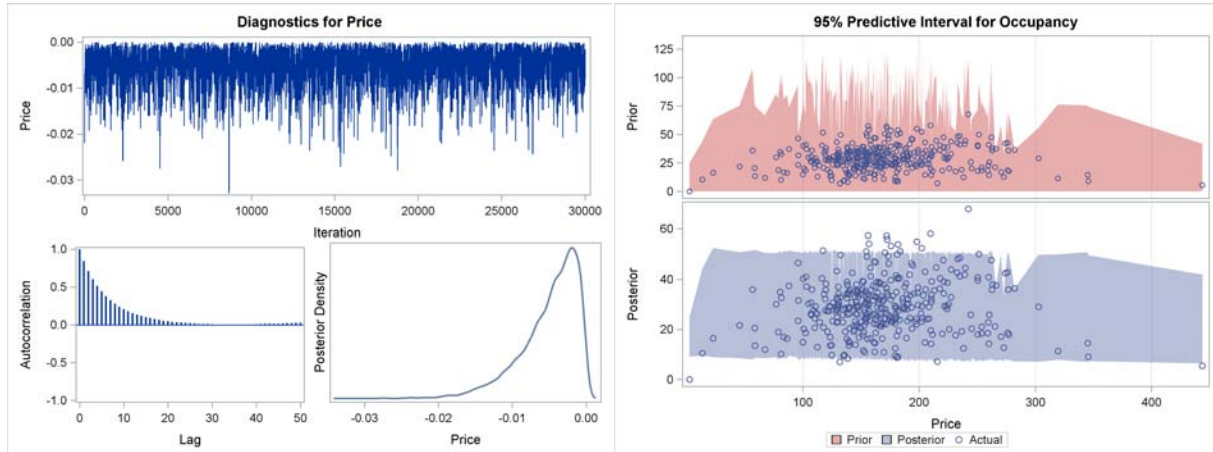 Diagnostics for Price
0.00
-0.01
-0.02
-0.03
Price
0
5000
10000
15000
20000
25000
30000
Iteration
1.0
0.5
0.0
-0.5
-1.0
Autocorrelation
0
10
20
30
40
50
Lag
Posterior Density
-0.03
-0.02
-0.01
0.00
Price
95% Predictive Interval for Occupancy
125
100
75
50
25
0
Prior
60
40
20
0
Posterior
100
200
300
400
Price
Prior
Posterior
Actual